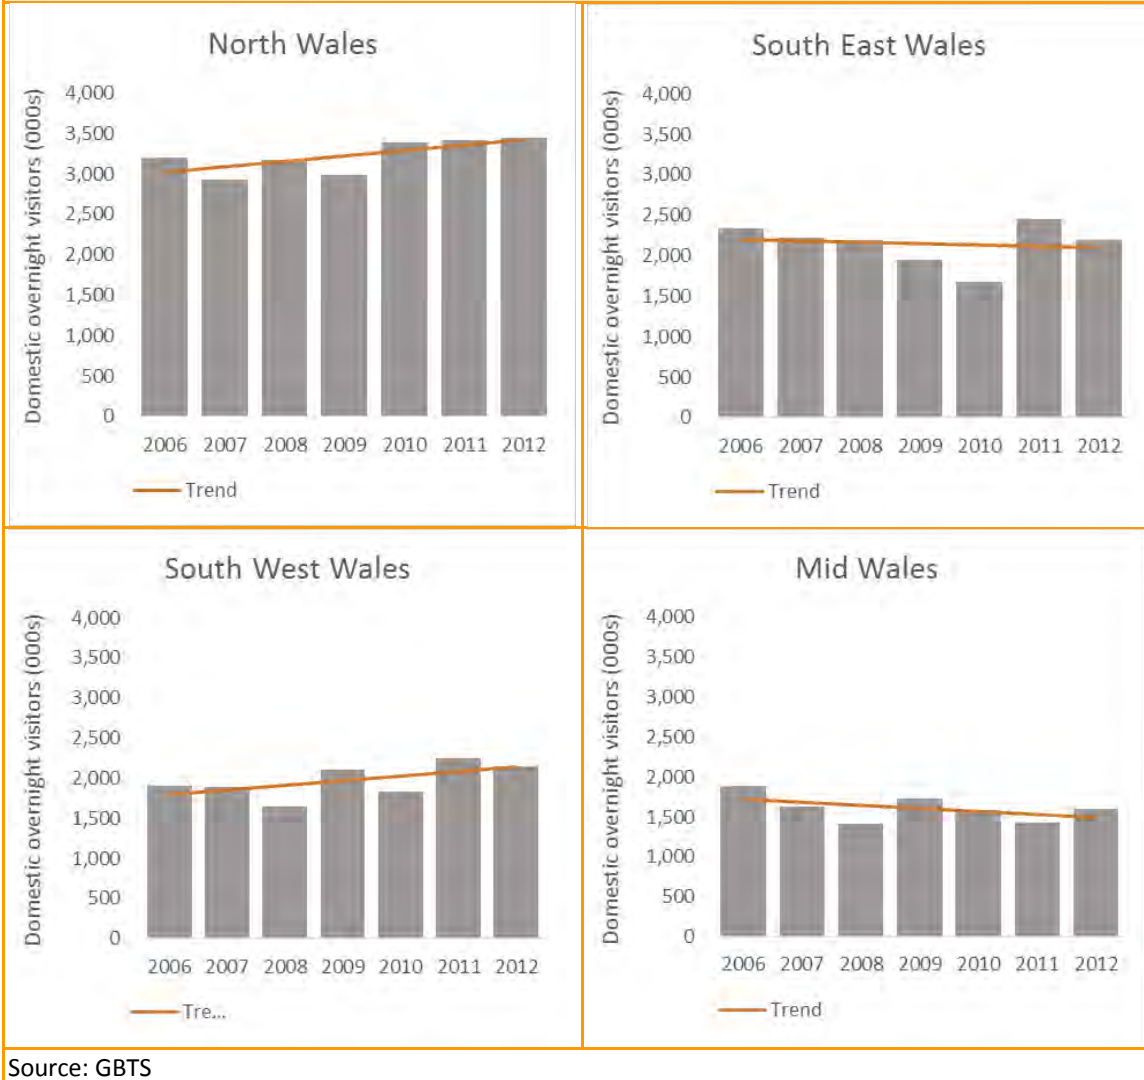 North Wales
Domestic overnight visitors (000s)
4,000
3,500
3,000
2,500
2,000
1,500
1,000
500
0
2006 2007 2008 2009 2010 2011 2012
Trend
South East Wales
Domestic overnight visitors (000s)
4,000
3,500
3,000
2,500
2,000
1,500
1,000
500
0
2006 2007 2008 2009 2010 2011 2012
Trend
South West Wales
Domestic overnight visitors (000s)
4,000
3,500
3,000
2,500
2,000
1,500
1,000
500
0
2006 2007 2008 2009 2010 2011 2012
Tre...
Mid Wales
Domestic overnight visitors (000s)
4,000
3,500
3,000
2,500
2,000
1,500
1,000
500
0
2006 2007 2008 2009 2010 2011 2012
Trend
Source: GBTS